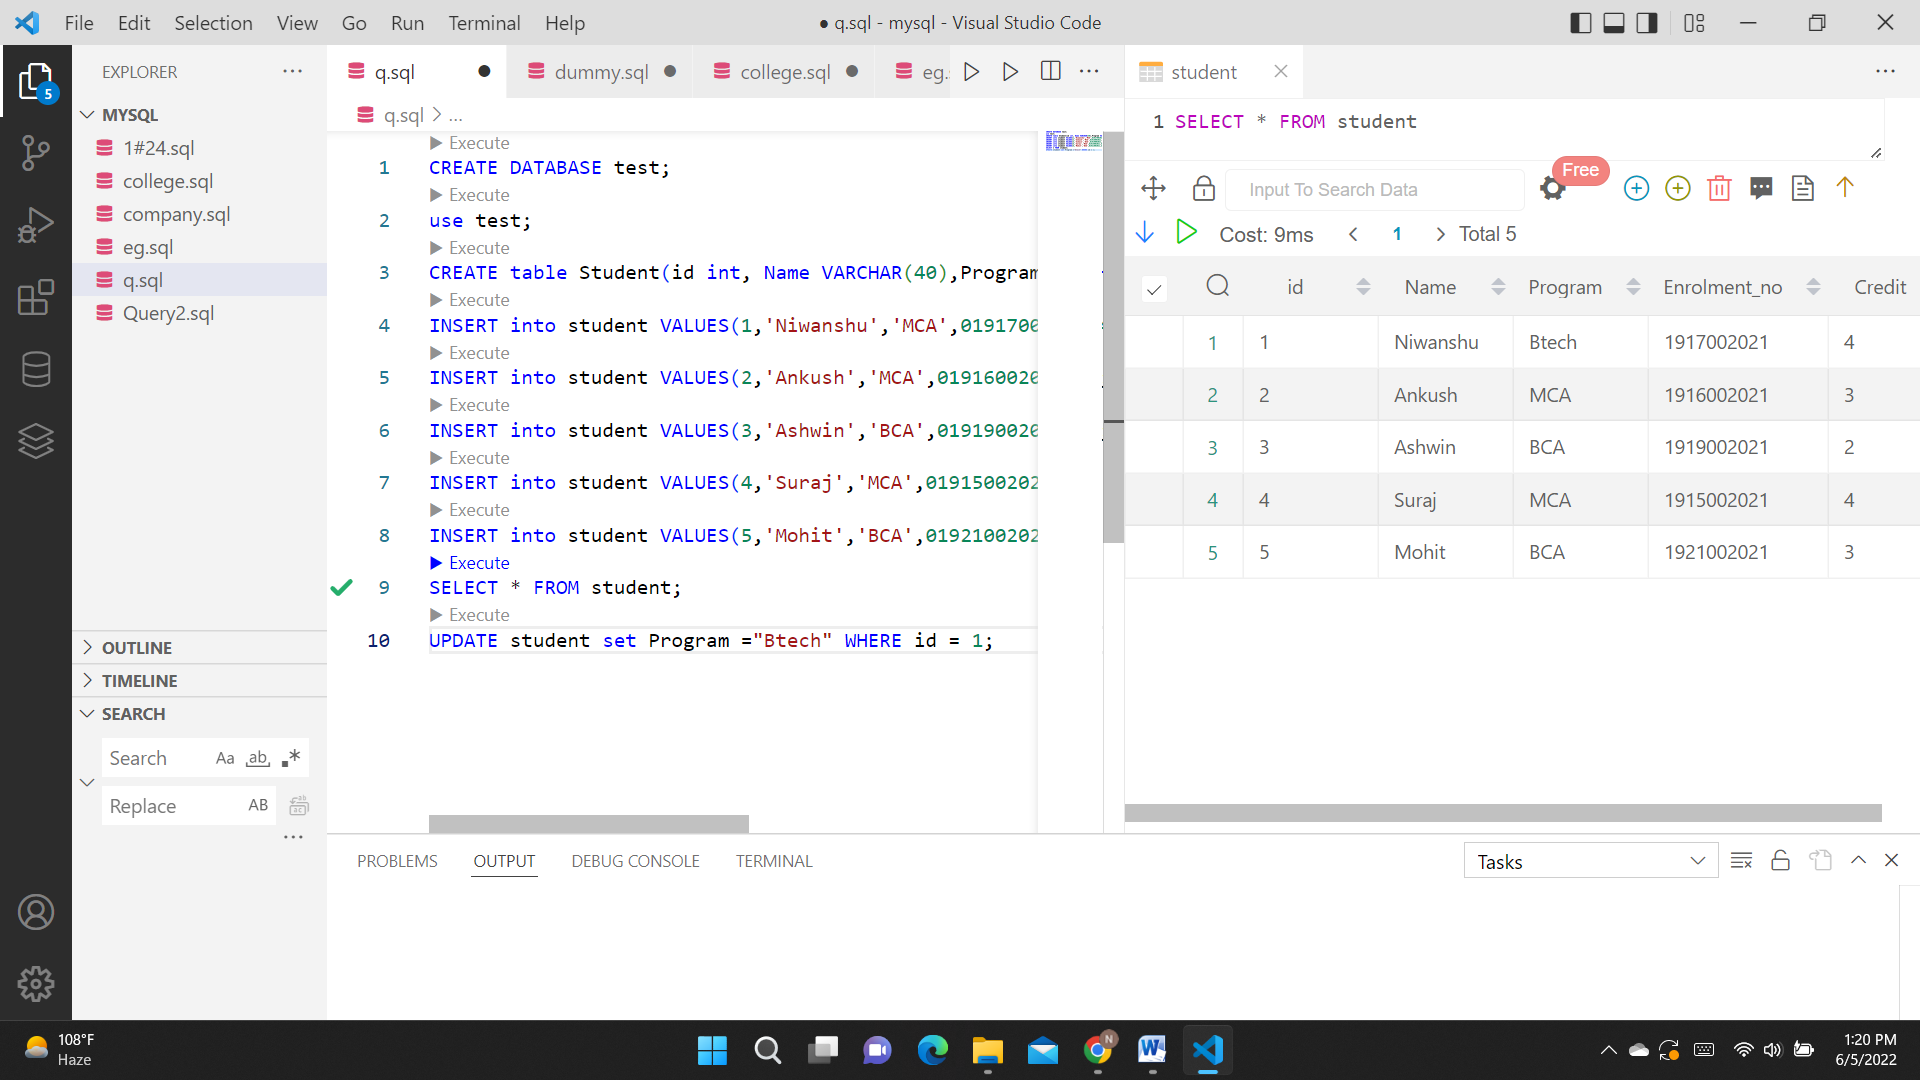 File Edit Selection View Go Run Terminal Help
● q.sql - mysql - Visual Studio Code
5
EXPLORER
MYSQL
1#24.sql
college.sql
company.sql
eg.sql
q.sql
Query2.sql
OUTLINE
TIMELINE
SEARCH
Search Aa ab
Replace AB
q.sql dummy.sql college.sql eg.
q.sql > ...
Execute
1 CREATE DATABASE test;
Execute
2 use test;
Execute
3 CREATE table Student(id int, Name VARCHAR(40),Program
Execute
4 INSERT into student VALUES(1,'Niwanshu','MCA',0191700
Execute
5 INSERT into student VALUES(2,'Ankush','MCA',019160020
Execute
6 INSERT into student VALUES(3,'Ashwin','BCA',019190020
Execute
7 INSERT into student VALUES(4,'Suraj','MCA',0191500202
Execute
8 INSERT into student VALUES(5,'Mohit','BCA',0192100202
Execute
9 SELECT * FROM student;
Execute
10 UPDATE student set Program ="Btech" WHERE id = 1;
student
1 SELECT * FROM student
Input To Search Data Free
Cost: 9ms < 1 > Total 5
id Name Program Enrolment_no Credit
1 1 Niwanshu Btech 1917002021 4
2 2 Ankush MCA 1916002021 3
3 3 Ashwin BCA 1919002021 2
4 4 Suraj MCA 1915002021 4
5 5 Mohit BCA 1921002021 3
PROBLEMS OUTPUT DEBUG CONSOLE TERMINAL
Tasks
108°F
Haze
N
W
1:20 PM
6/5/2022